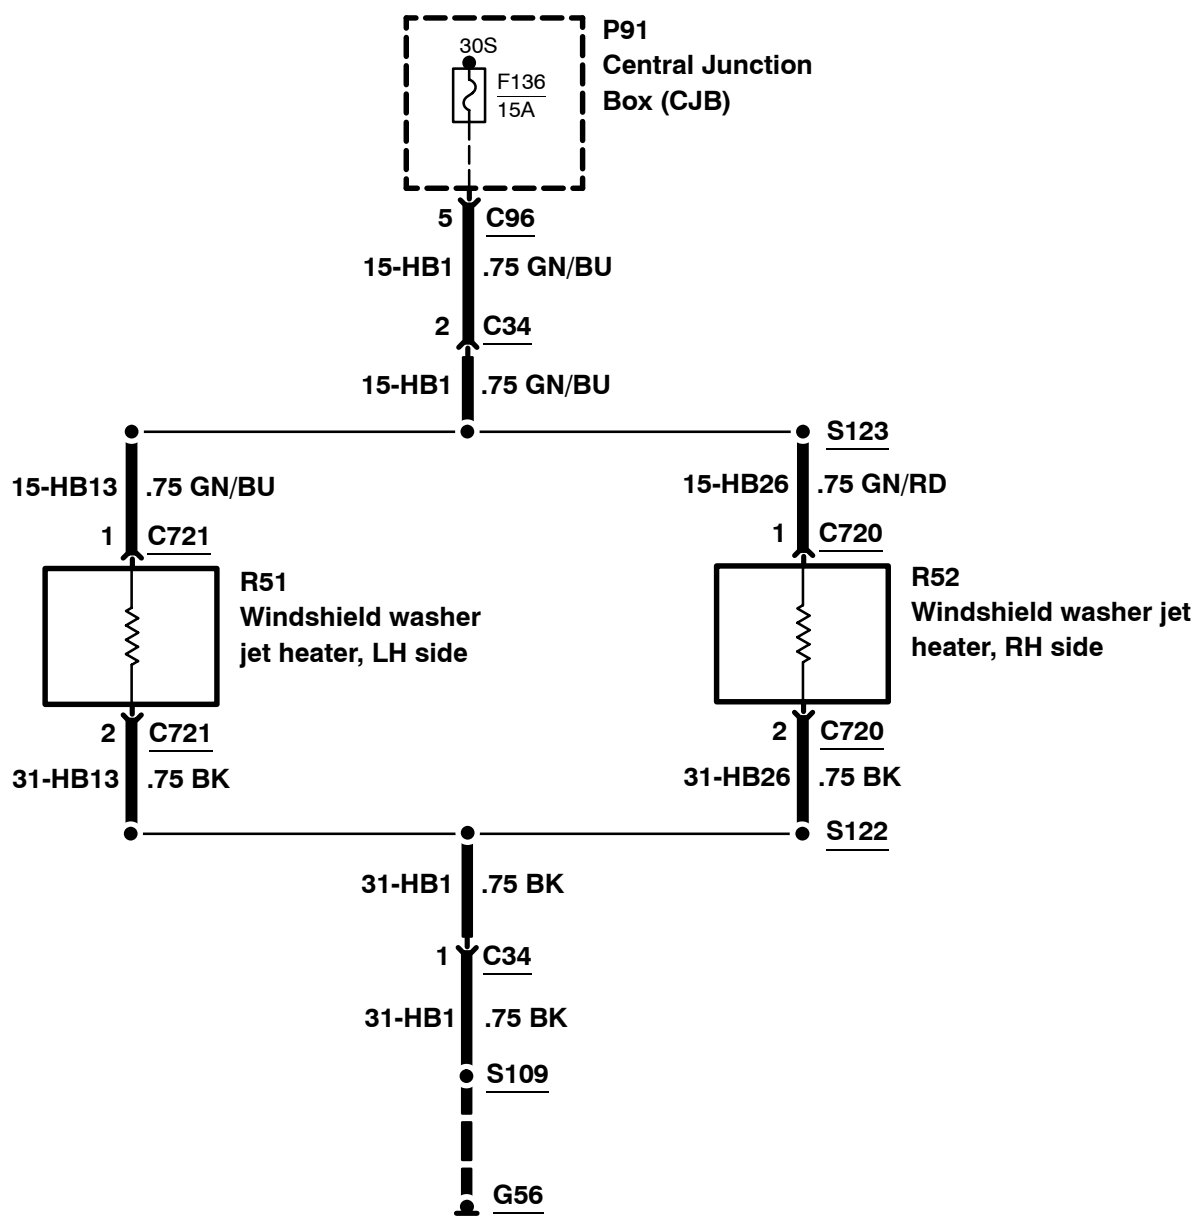 P91
Central Junction
Box (CJB)
30S
F136
15A
5 C96
15-HB1 .75 GN/BU
2 C34
15-HB1 .75 GN/BU
S123
15-HB13 .75 GN/BU
15-HB26 .75 GN/RD
1 C721
1 C720
R51
Windshield washer
jet heater, LH side
R52
Windshield washer jet
heater, RH side
2 C721
2 C720
31-HB13 .75 BK
31-HB26 .75 BK
S122
31-HB1 .75 BK
1 C34
31-HB1 .75 BK
S109
G56